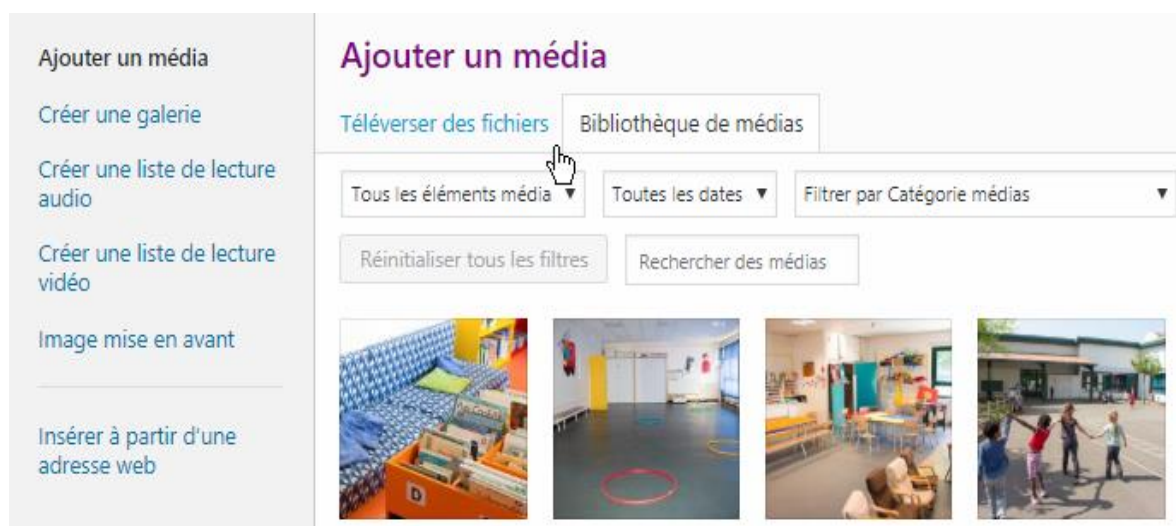 Ajouter un média
Créer une galerie
Créer une liste de lecture
audio
Créer une liste de lecture
vidéo
Image mise en avant
Insérer à partir d'une
adresse web
Ajouter un média
Téléverser des fichiers Bibliothèque de médias
Tous les éléments média Toutes les dates Filtrer par Catégorie médias
Réinitialiser tous les filtres Rechercher des médias
D